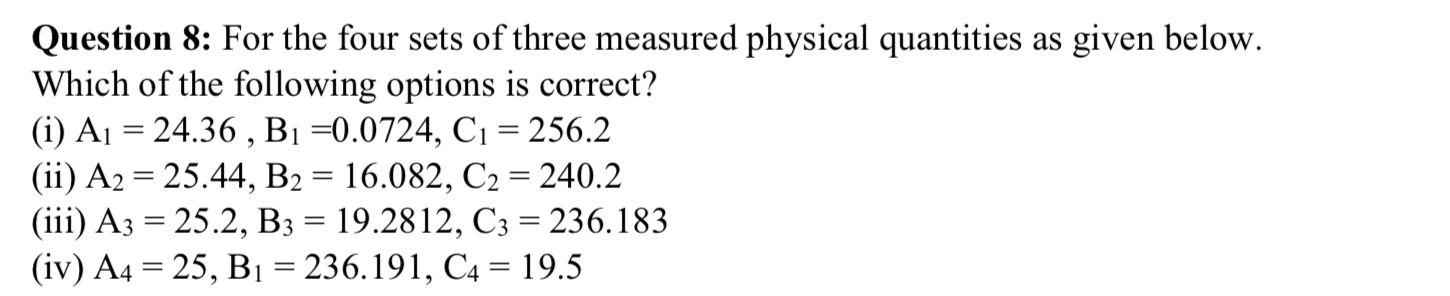 Question 8: For the four sets of three measured physical quantities as given below.
Which of the following options is correct?
(i) A₁ = 24.36 , B₁ =0.0724, C₁ = 256.2
(ii) A₂ = 25.44, B₂ = 16.082, C₂ = 240.2
(iii) A₃ = 25.2, B₃ = 19.2812, C₃ = 236.183
(iv) A₄ = 25, B₁ = 236.191, C₄ = 19.5